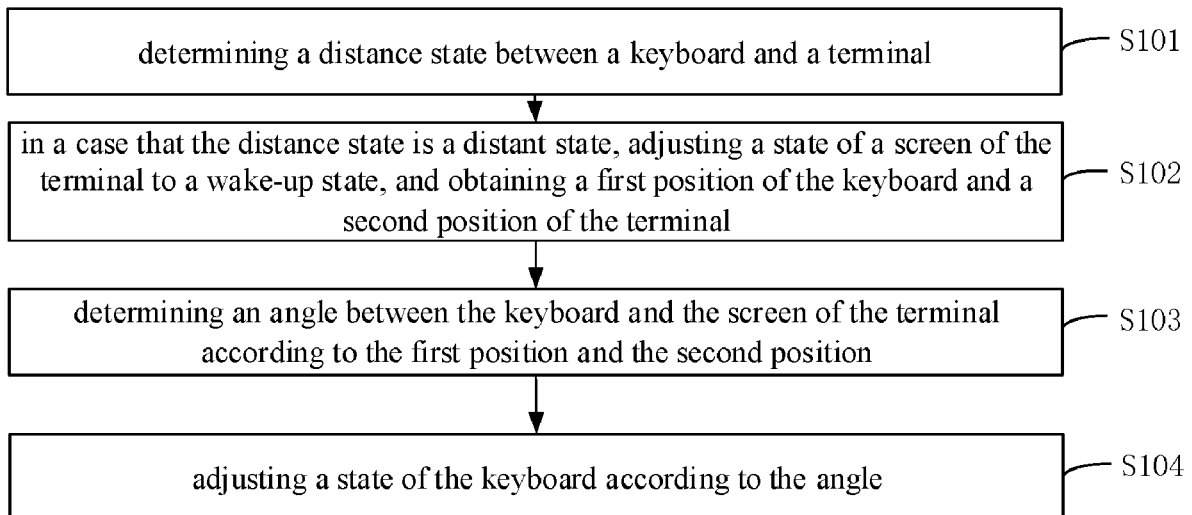 determining a distance state between a keyboard and a terminal
S101
in a case that the distance state is a distant state, adjusting a state of a screen of the
terminal to a wake-up state, and obtaining a first position of the keyboard and a
second position of the terminal
S102
determining an angle between the keyboard and the screen of the terminal
according to the first position and the second position
S103
adjusting a state of the keyboard according to the angle
S104